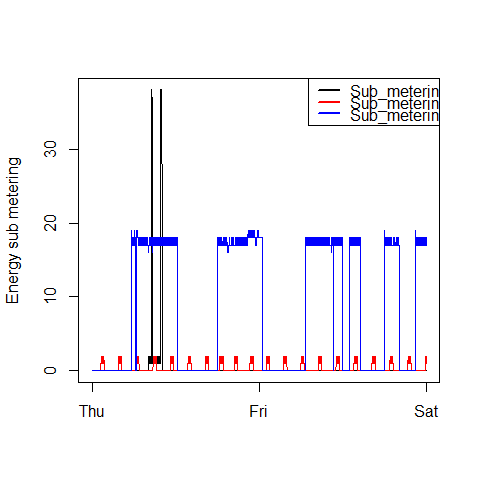 Sub_meterin
Sub_meterin
Sub_meterin
Energy sub metering
30
20
10
0
Thu
Fri
Sat